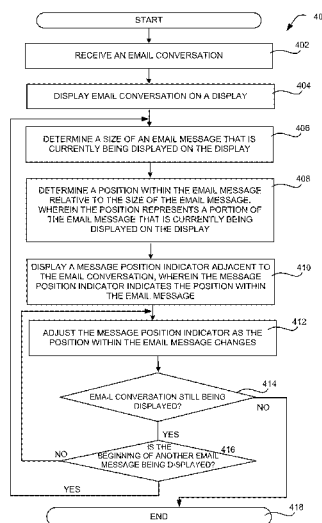 START
40
RECEIVE AN EMAIL CONVERSATION
402
DISPLAY EMAIL CONVERSATION ON A DISPLAY
404
DETERMINE A SIZE OF AN EMAIL MESSAGE THAT IS
CURRENTLY BEING DISPLAYED ON THE DISPLAY
406
DETERMINE A POSITION WITHIN THE EMAIL MESSAGE
RELATIVE TO THE SIZE OF THE EMAIL MESSAGE,
WHEREIN THE POSITION REPRESENTS A PORTION OF
THE EMAIL MESSAGE THAT IS CURRENTLY BEING
DISPLAYED ON THE DISPLAY
408
DISPLAY A MESSAGE POSITION INDICATOR ADJACENT TO
THE EMAIL CONVERSATION, WHEREIN THE MESSAGE
POSITION INDICATOR INDICATES THE POSITION WITHIN
THE EMAIL MESSAGE
410
ADJUST THE MESSAGE POSITION INDICATOR AS THE
POSITION WITHIN THE EMAIL MESSAGE CHANGES
412
EMAIL CONVERSATION STILL BEING
DISPLAYED?
414
NO
YES
IS THE
BEGINNING OF ANOTHER EMAIL
MESSAGE BEING DISPLAYED?
416
NO
YES
END
418